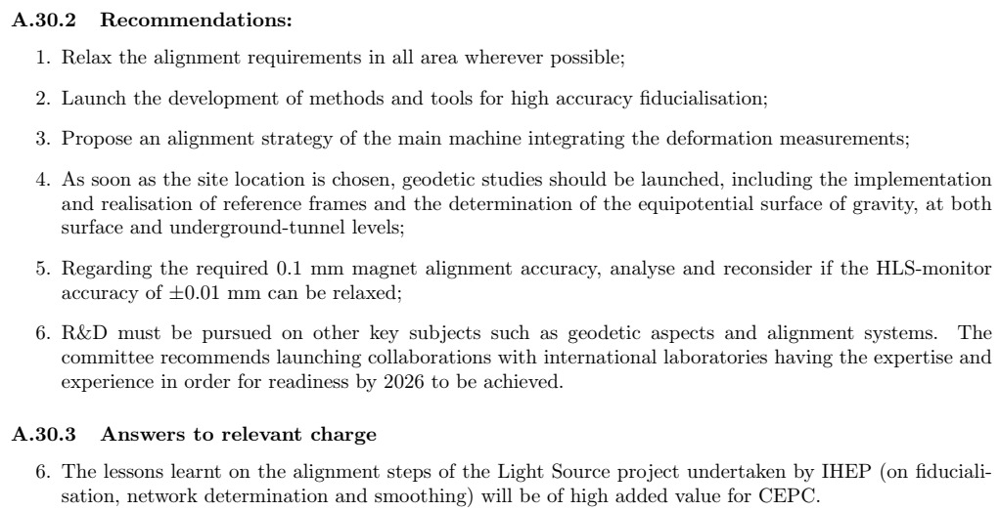 A.30.2 Recommendations:
1. Relax the alignment requirements in all area wherever possible;
2. Launch the development of methods and tools for high accuracy fiducialisation;
3. Propose an alignment strategy of the main machine integrating the deformation measurements;
4. As soon as the site location is chosen, geodetic studies should be launched, including the implementation
and realisation of reference frames and the determination of the equipotential surface of gravity, at both
surface and underground-tunnel levels;
5. Regarding the required 0.1 mm magnet alignment accuracy, analyse and reconsider if the HLS-monitor
accuracy of ±0.01 mm can be relaxed;
6. R&D must be pursued on other key subjects such as geodetic aspects and alignment systems. The
committee recommends launching collaborations with international laboratories having the expertise and
experience in order for readiness by 2026 to be achieved.
A.30.3 Answers to relevant charge
6. The lessons learnt on the alignment steps of the Light Source project undertaken by IHEP (on fiduciali-
sation, network determination and smoothing) will be of high added value for CEPC.